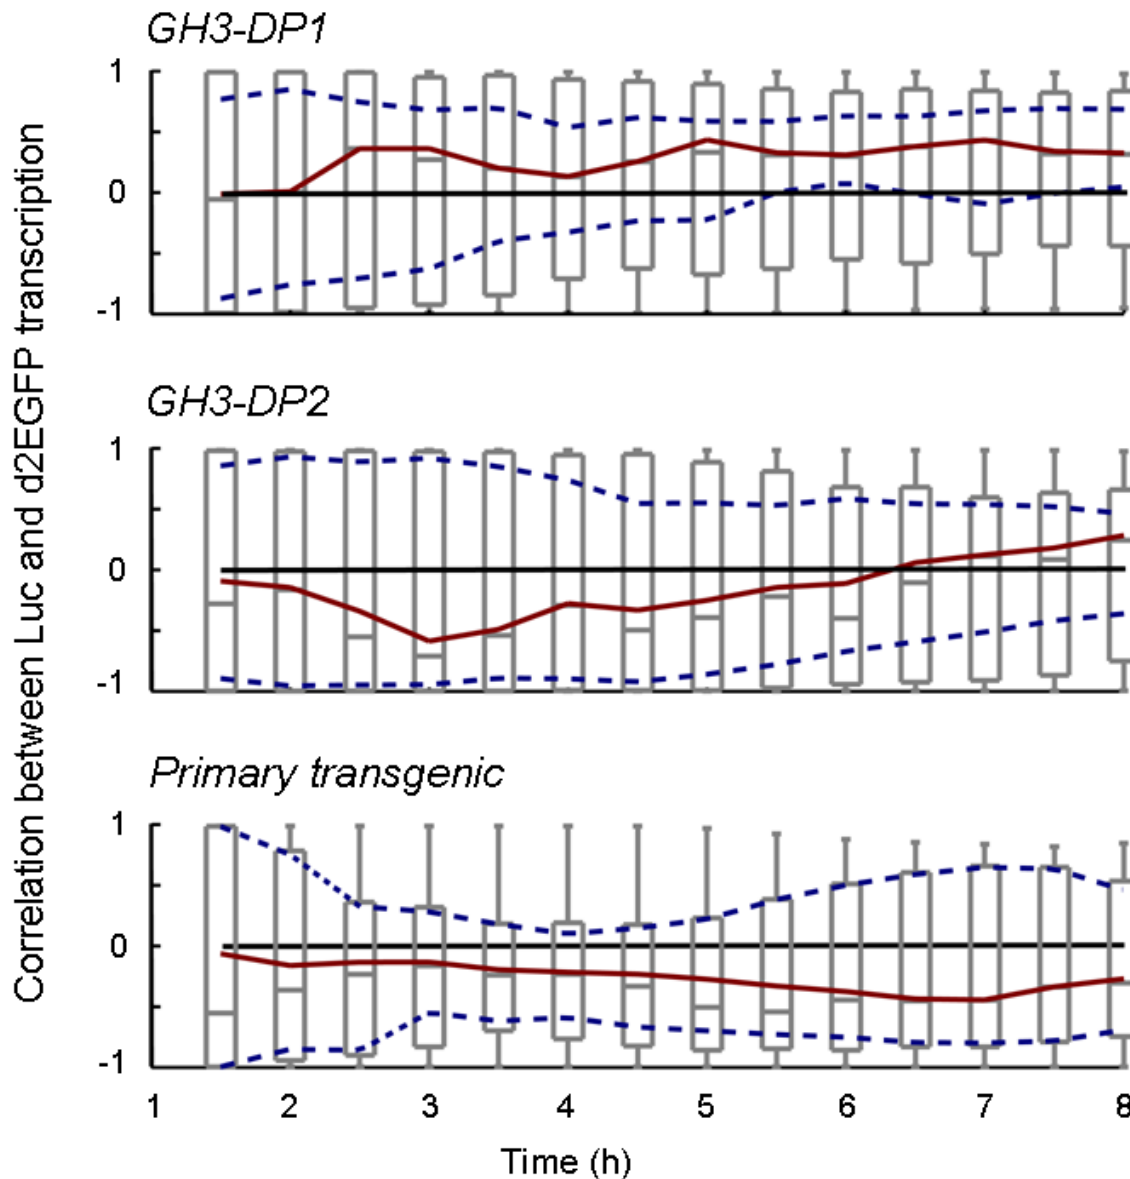 GH3-DP1
1
0
-1
GH3-DP2
1
0
-1
Primary transgenic
1
0
-1
1 2 3 4 5 6 7 8
Time (h)
Correlation between Luc and d2EGFP transcription